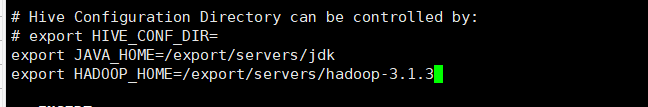 # Hive Configuration Directory can be controlled by:
# export HIVE_CONF_DIR=
export JAVA_HOME=/export/servers/jdk
export HADOOP_HOME=/export/servers/hadoop-3.1.3